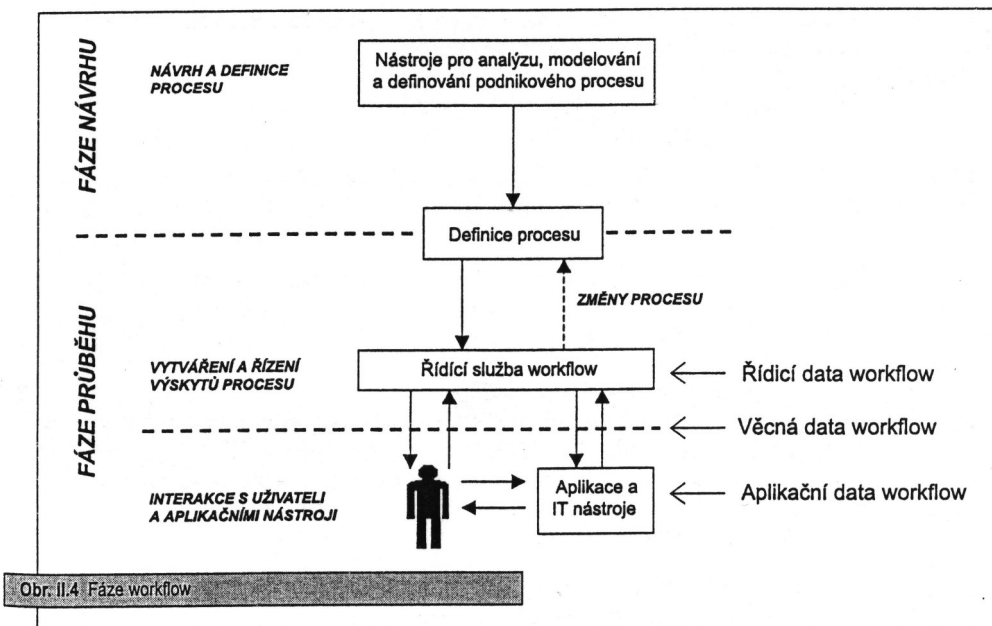 FÁZE NÁVRHU
NÁVRH A DEFINICE
PROCESU
Nástroje pro analýzu, modelování
a definování podnikového procesu
Definice procesu
FÁZE PRŮBĚHU
ZMĚNY PROCESU
VYTVÁŘENÍ A ŘÍZENÍ
VÝSKYTŮ PROCESU
Řídící služba workflow
Řídicí data workflow
Věcná data workflow
INTERAKCE S UŽIVATELI
A APLIKAČNÍMI NÁSTROJI
Aplikace a
IT nástroje
Aplikační data workflow
Obr. II.4 Fáze workflow